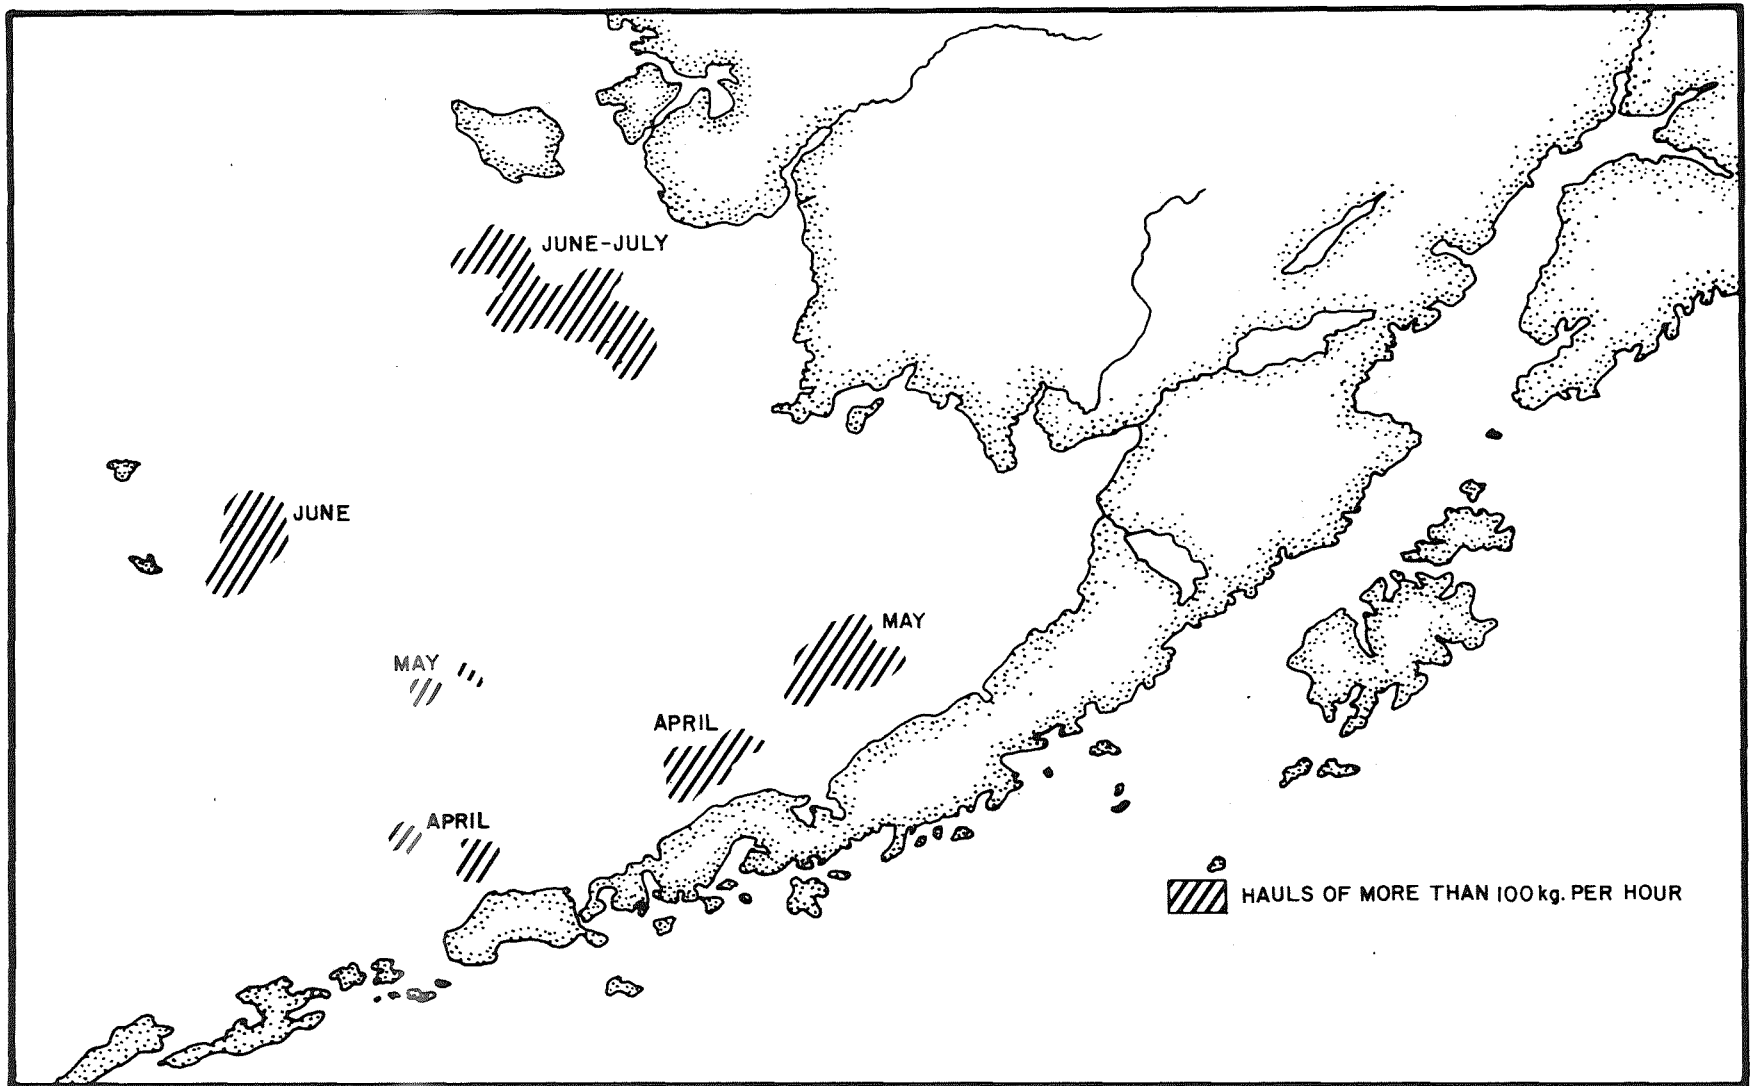 JUNE-JULY
JUNE
MAY
MAY
APRIL
APRIL
HAULS OF MORE THAN 100 kg. PER HOUR